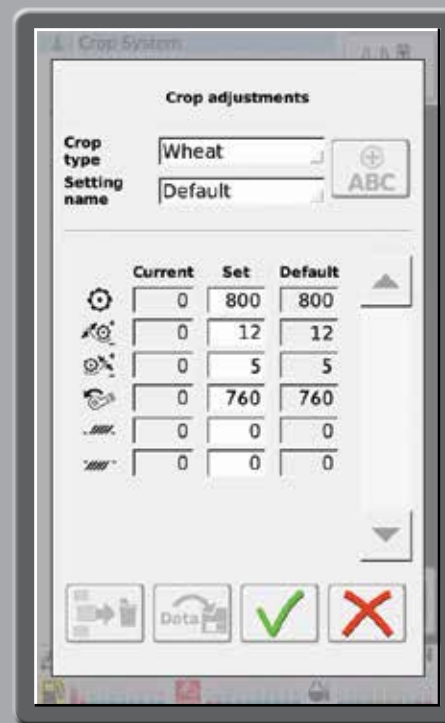 Crop System
Crop adjustments
Crop type Wheat
Setting name Default
ABC
Current Set Default
0 800 800
0 12 12
0 5 5
0 760 760
0 0 0
0 0 0
Data